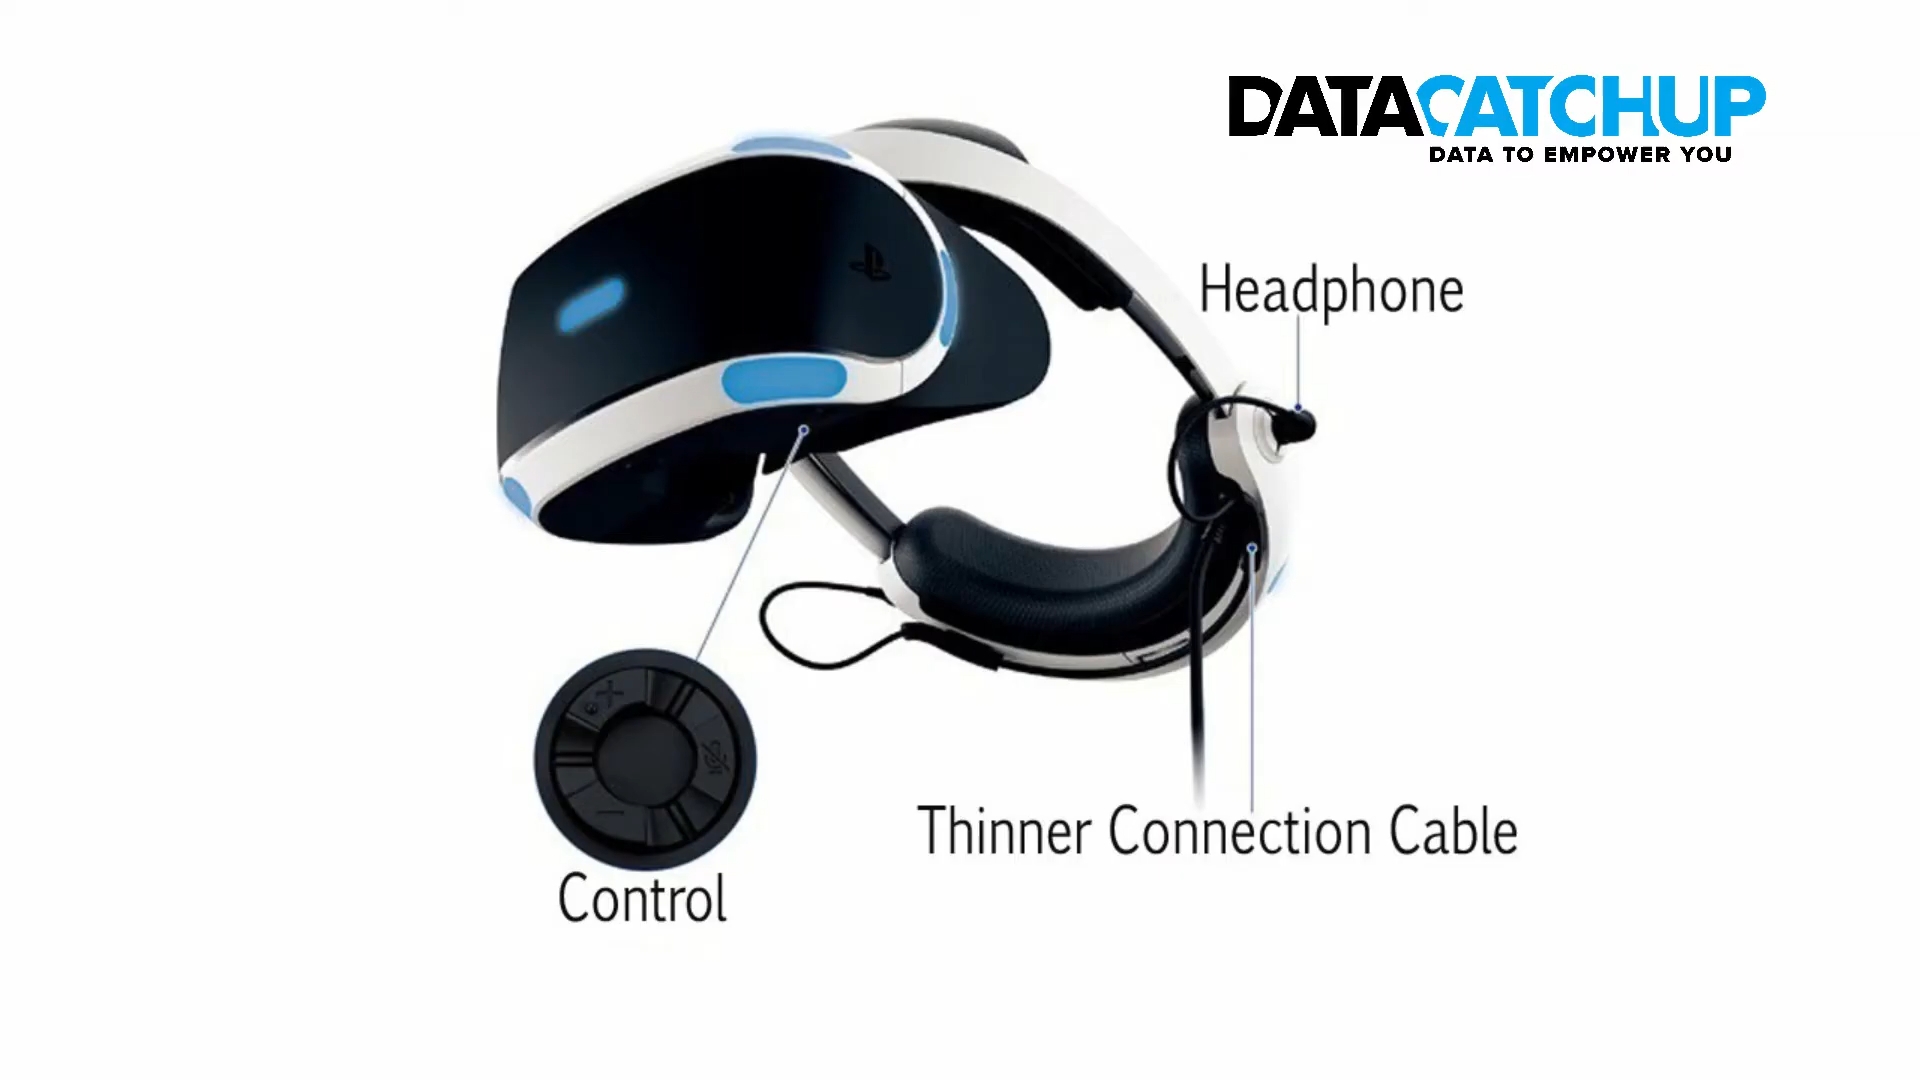 DATACATCHUP
DATA TO EMPOWER YOU
Headphone
Thinner Connection Cable
Control